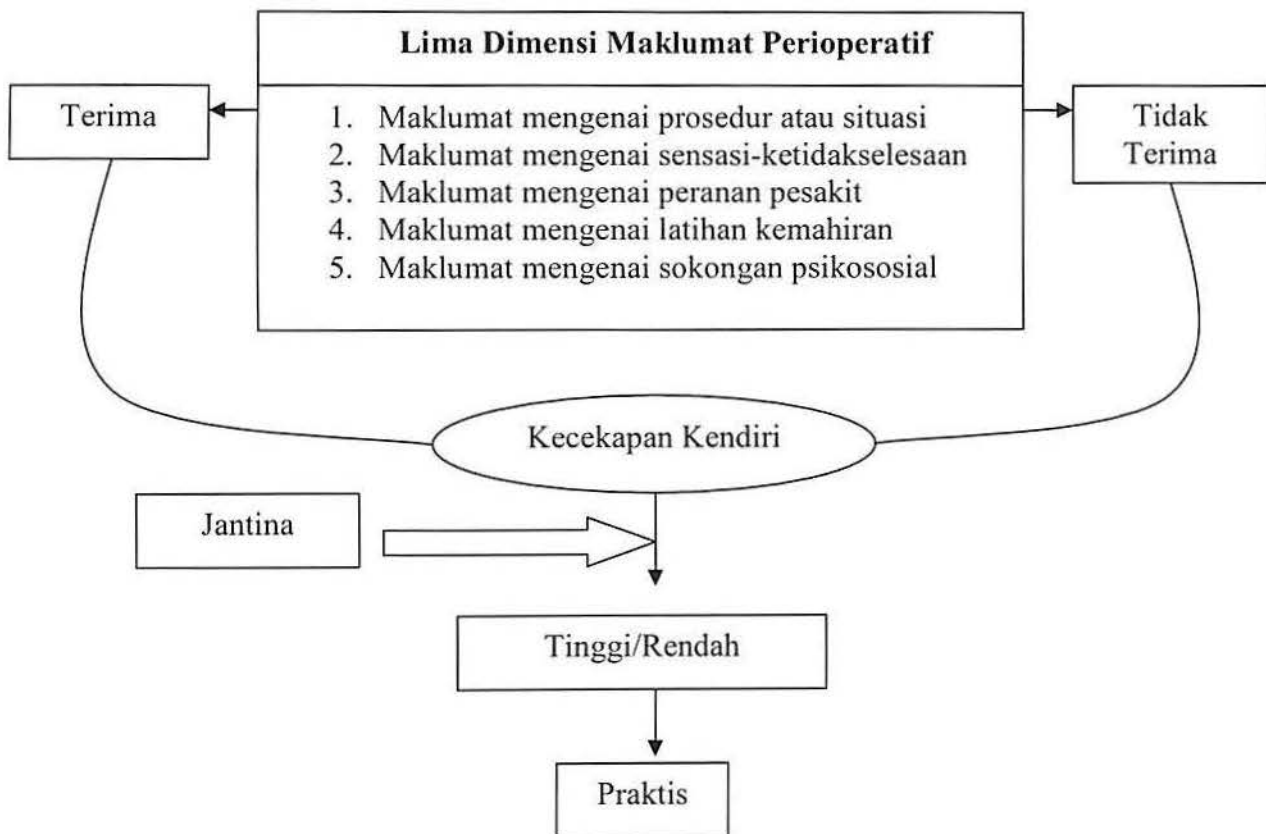 Lima Dimensi Maklumat Perioperatif
Terima
1. Maklumat mengenai prosedur atau situasi
2. Maklumat mengenai sensasi-ketidakselesaan
3. Maklumat mengenai peranan pesakit
4. Maklumat mengenai latihan kemahiran
5. Maklumat mengenai sokongan psikososial
Tidak
Terima
Kecekapan Kendiri
Jantina
Tinggi/Rendah
Praktis